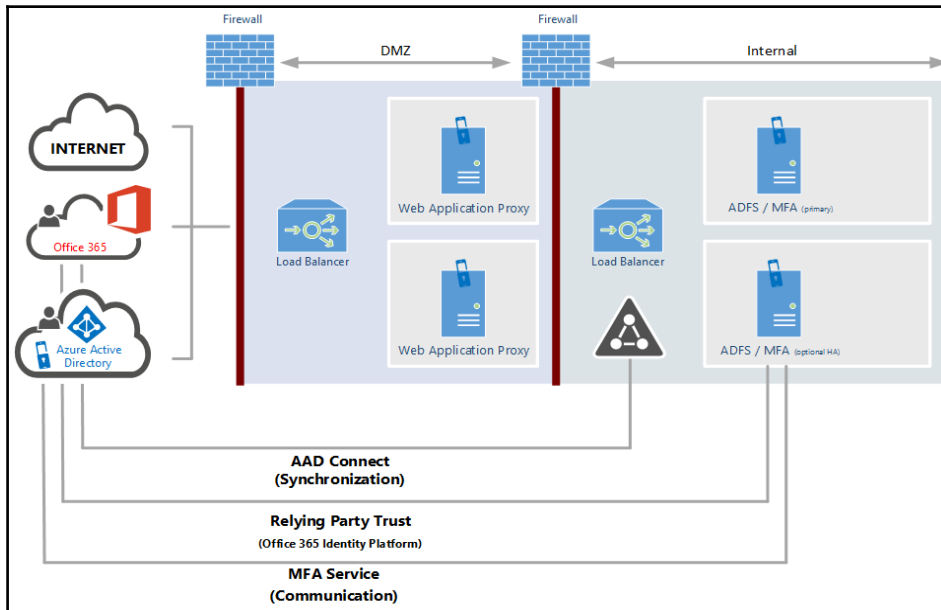 Firewall
Firewall
DMZ
Internal
INTERNET
Web Application Proxy
ADFS / MFA (primary)
Office 365
Load Balancer
Load Balancer
Azure Active
Directory
Web Application Proxy
ADFS / MFA (optional HA)
AAD Connect
(Synchronization)
Relying Party Trust
(Office 365 Identity Platform)
MFA Service
(Communication)